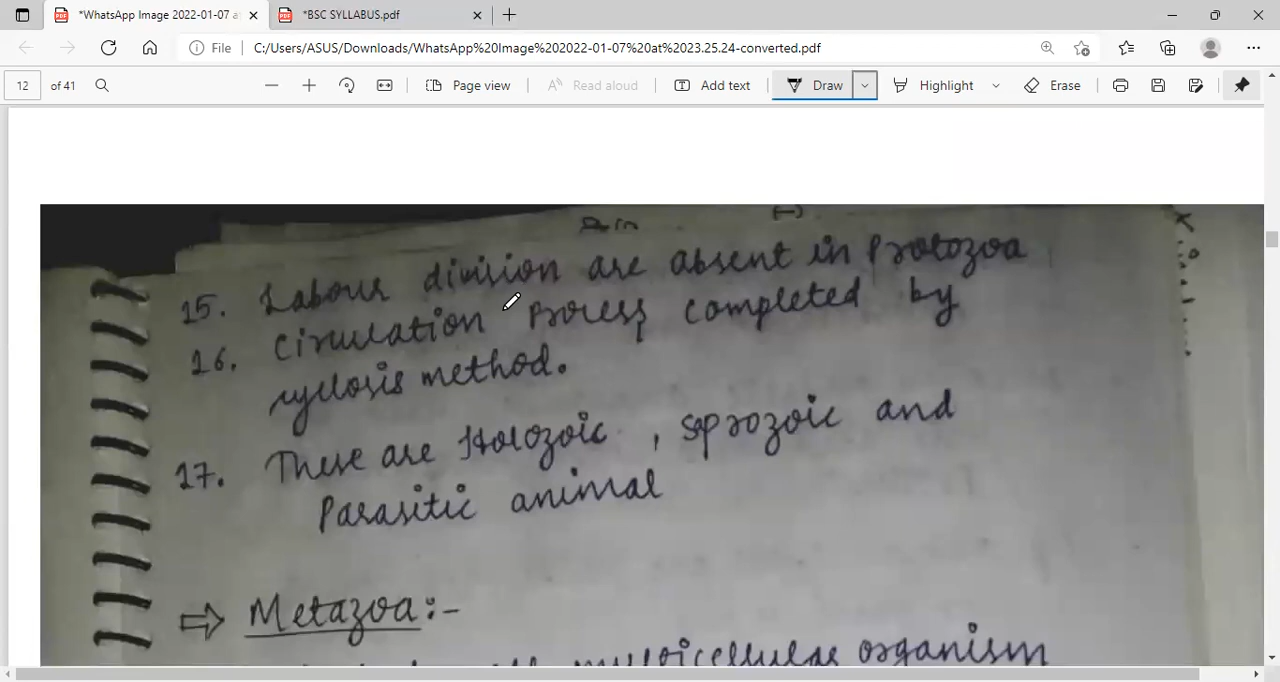 *WhatsApp Image 2022-01-07 a
*BSC SYLLABUS.pdf
File
C:/Users/ASUS/Downloads/WhatsApp%20Image%202022-01-07%20at%2023.25.24-converted.pdf
12 of 41
Page view
Read aloud
Add text
Draw
Highlight
Erase
15. Labour division are absent in Protozoa
16. Circulation Process completed by
cyclosis method.
17. These are Holozoic, Saprozoic and
Parasitic animal
⇒ Metazoa:-
multicellular organism